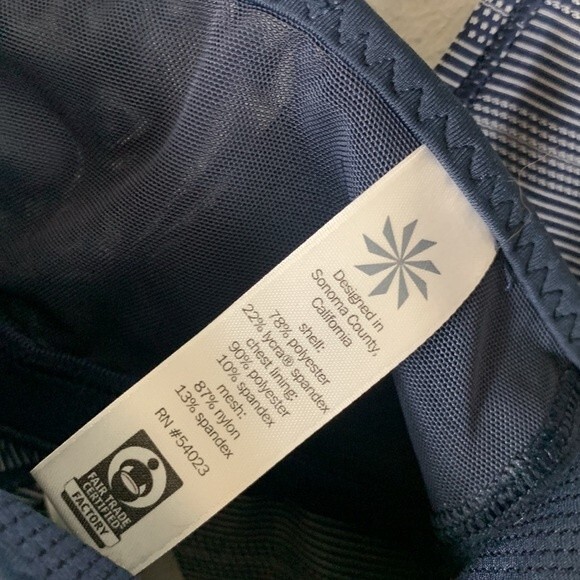 Designed in
Sonoma County,
California
shell:
78% polyester
22% lycra® spandex
chest lining:
90% polyester
10% spandex
mesh:
87% nylon
13% spandex
RN #54023
FAIR TRADE
CERTIFIED
FACTORY